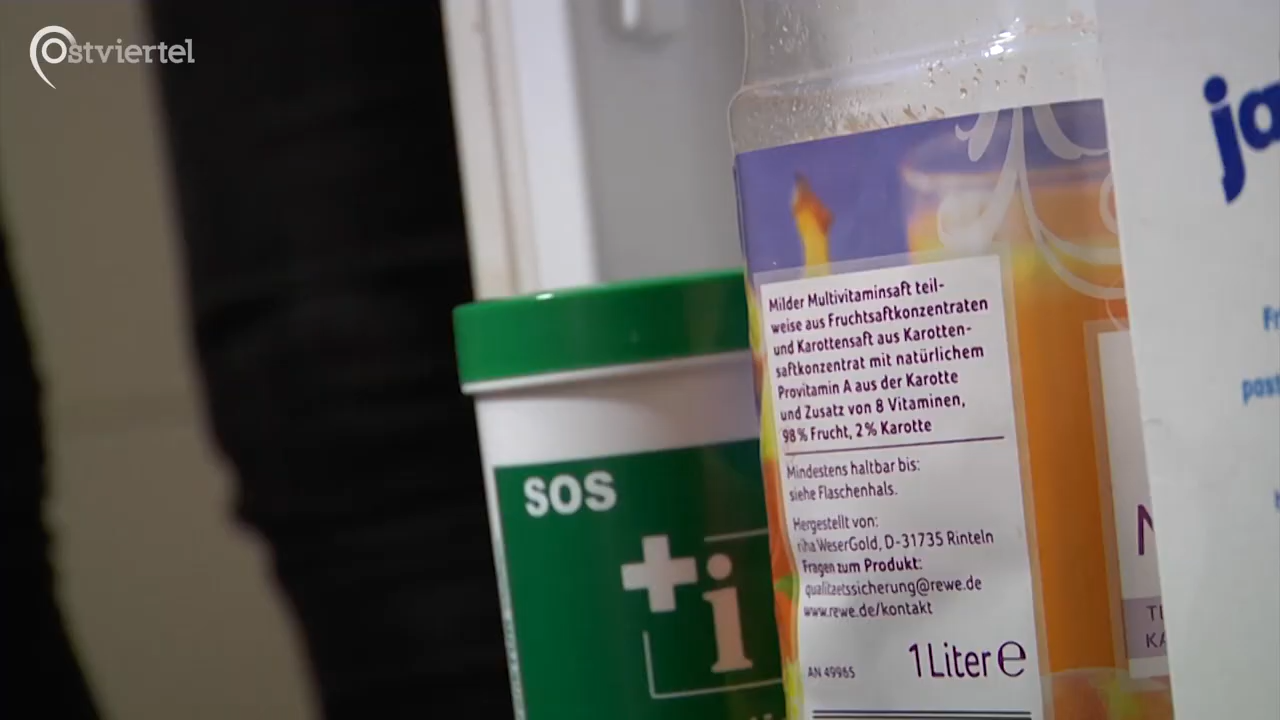 Ostviertel
ja
Milder Multivitaminsaft teil-
weise aus Fruchtsaftkonzentraten
und Karottensaft aus Karotten-
saftkonzentrat mit natürlichem
Provitamin A aus der Karotte
und Zusatz von 8 Vitaminen,
98% Frucht, 2% Karotte
Mindestens haltbar bis:
siehe Flaschenhals.
Hergestellt von:
riha WeserGold, D-31735 Rinteln
Fragen zum Produkt:
qualitaetssicherung@rewe.de
www.rewe.de/kontakt
AN 49965
1 Liter e
SOS
+i